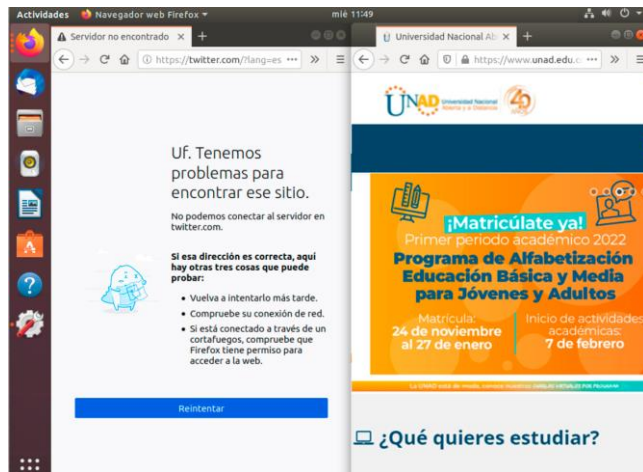 Actividades
Navegador web Firefox
mié 11:49
Servidor no encontrado
https://twitter.com/?lang=es
Uf. Tenemos
problemas para
encontrar ese sitio.
No podemos conectar al servidor en
twitter.com.
Si esa dirección es correcta, aquí
hay otras tres cosas que puede
probar:
• Vuelva a intentarlo más tarde.
• Compruebe su conexión de red.
• Si está conectado a través de un
cortafuegos, compruebe que
Firefox tiene permiso para
acceder a la web.
Reintentar
Universidad Nacional Ab
https://www.unad.edu.c
UNAD Universidad Nacional
Abierta y a Distancia
40
¡Matricúlate ya!
Primer periodo académico 2022
Programa de Alfabetización
Educación Básica y Media
para Jóvenes y Adultos
Matrícula:
24 de noviembre
al 27 de enero
Inicio de actividades
académicas:
7 de febrero
¿Qué quieres estudiar?